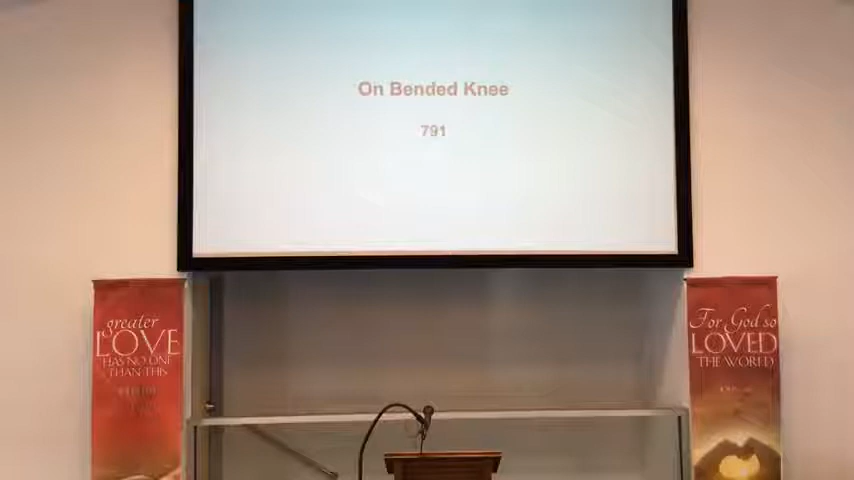 On Bended Knee
791
greater
LOVE
HAS NO ONE
THAN THIS
For God so
LOVED
THE WORLD